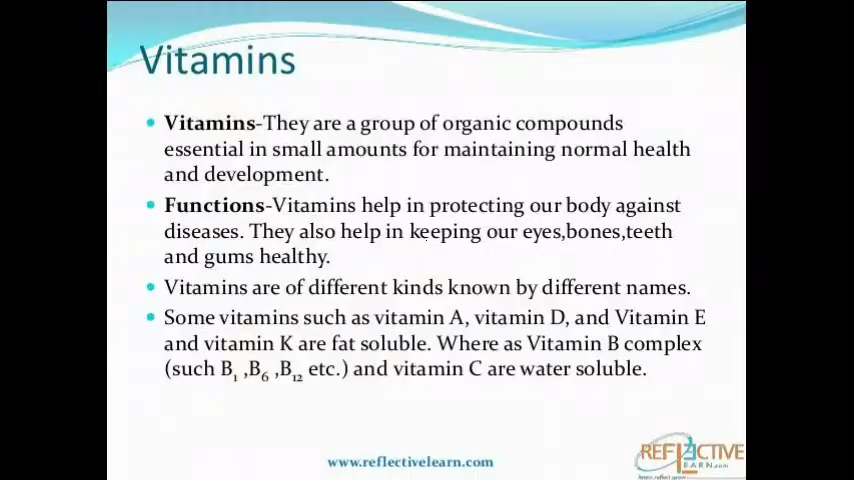 Vitamins
• Vitamins-They are a group of organic compounds
essential in small amounts for maintaining normal health
and development.
• Functions-Vitamins help in protecting our body against
diseases. They also help in keeping our eyes,bones,teeth
and gums healthy.
• Vitamins are of different kinds known by different names.
• Some vitamins such as vitamin A, vitamin D, and Vitamin E
and vitamin K are fat soluble. Where as Vitamin B complex
(such B₁ ,B₆ ,B₁₂ etc.) and vitamin C are water soluble.
www.reflectivelearn.com
REFLECTIVE
LEARN.com
learn.reflect.grow